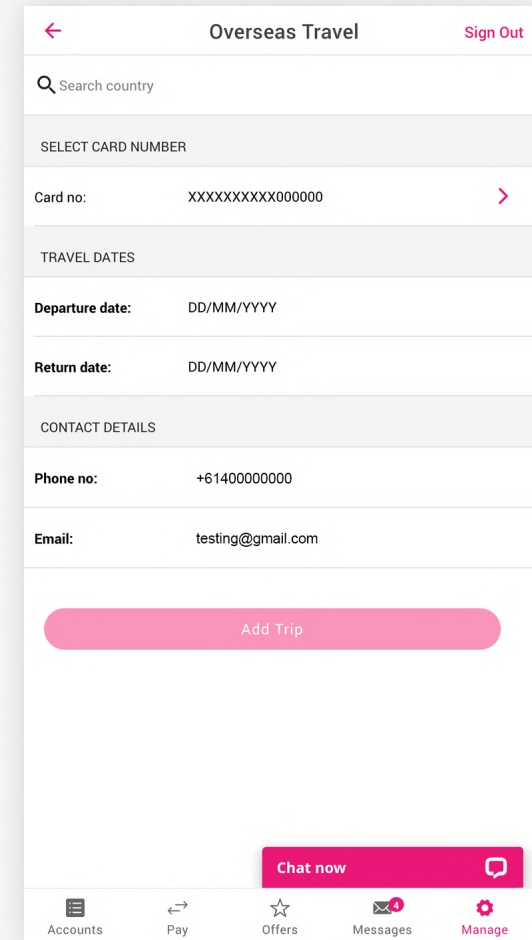 Overseas Travel Sign Out
Search country
SELECT CARD NUMBER
Card no: XXXXXXXXXX000000
TRAVEL DATES
Departure date: DD/MM/YYYY
Return date: DD/MM/YYYY
CONTACT DETAILS
Phone no: +61400000000
Email: testing@gmail.com
Add Trip
Chat now
4
Accounts Pay Offers Messages Manage